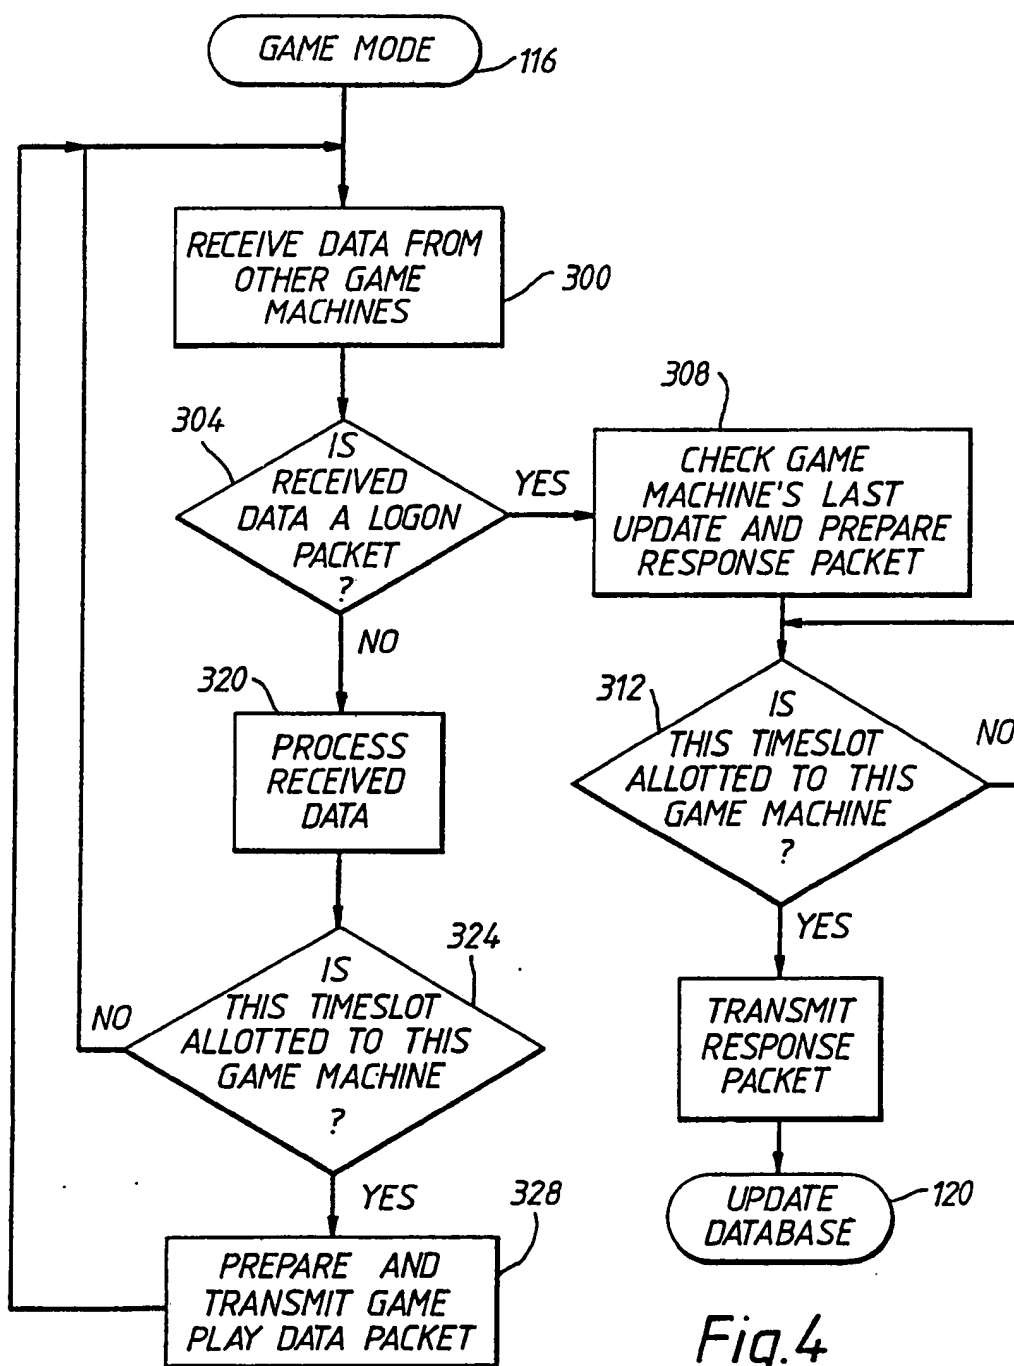 GAME MODE
116
RECEIVE DATA FROM
OTHER GAME
MACHINES
300
304
IS
RECEIVED
DATA A LOGON
PACKET
?
YES
NO
308
CHECK GAME
MACHINE'S LAST
UPDATE AND PREPARE
RESPONSE PACKET
312
IS
THIS TIMESLOT
ALLOTTED TO THIS
GAME MACHINE
?
NO
YES
TRANSMIT
RESPONSE
PACKET
UPDATE
DATABASE
120
320
PROCESS
RECEIVED
DATA
324
IS
THIS TIMESLOT
ALLOTTED TO THIS
GAME MACHINE
?
NO
YES
328
PREPARE AND
TRANSMIT GAME
PLAY DATA PACKET
Fig.4